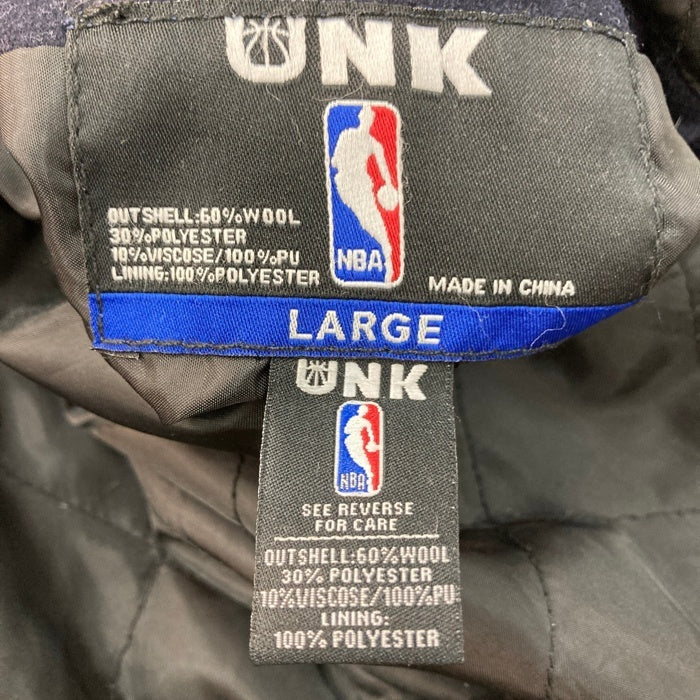 UNK
NBA
OUTSHELL:60%WOOL
30%POLYESTER
10%VISCOSE/100%PU
LINING:100%POLYESTER
MADE IN CHINA
LARGE
UNK
NBA
SEE REVERSE
FOR CARE
OUTSHELL:60%WOOL
30% POLYESTER
10%VISCOSE/100%PU
LINING:
100% POLYESTER